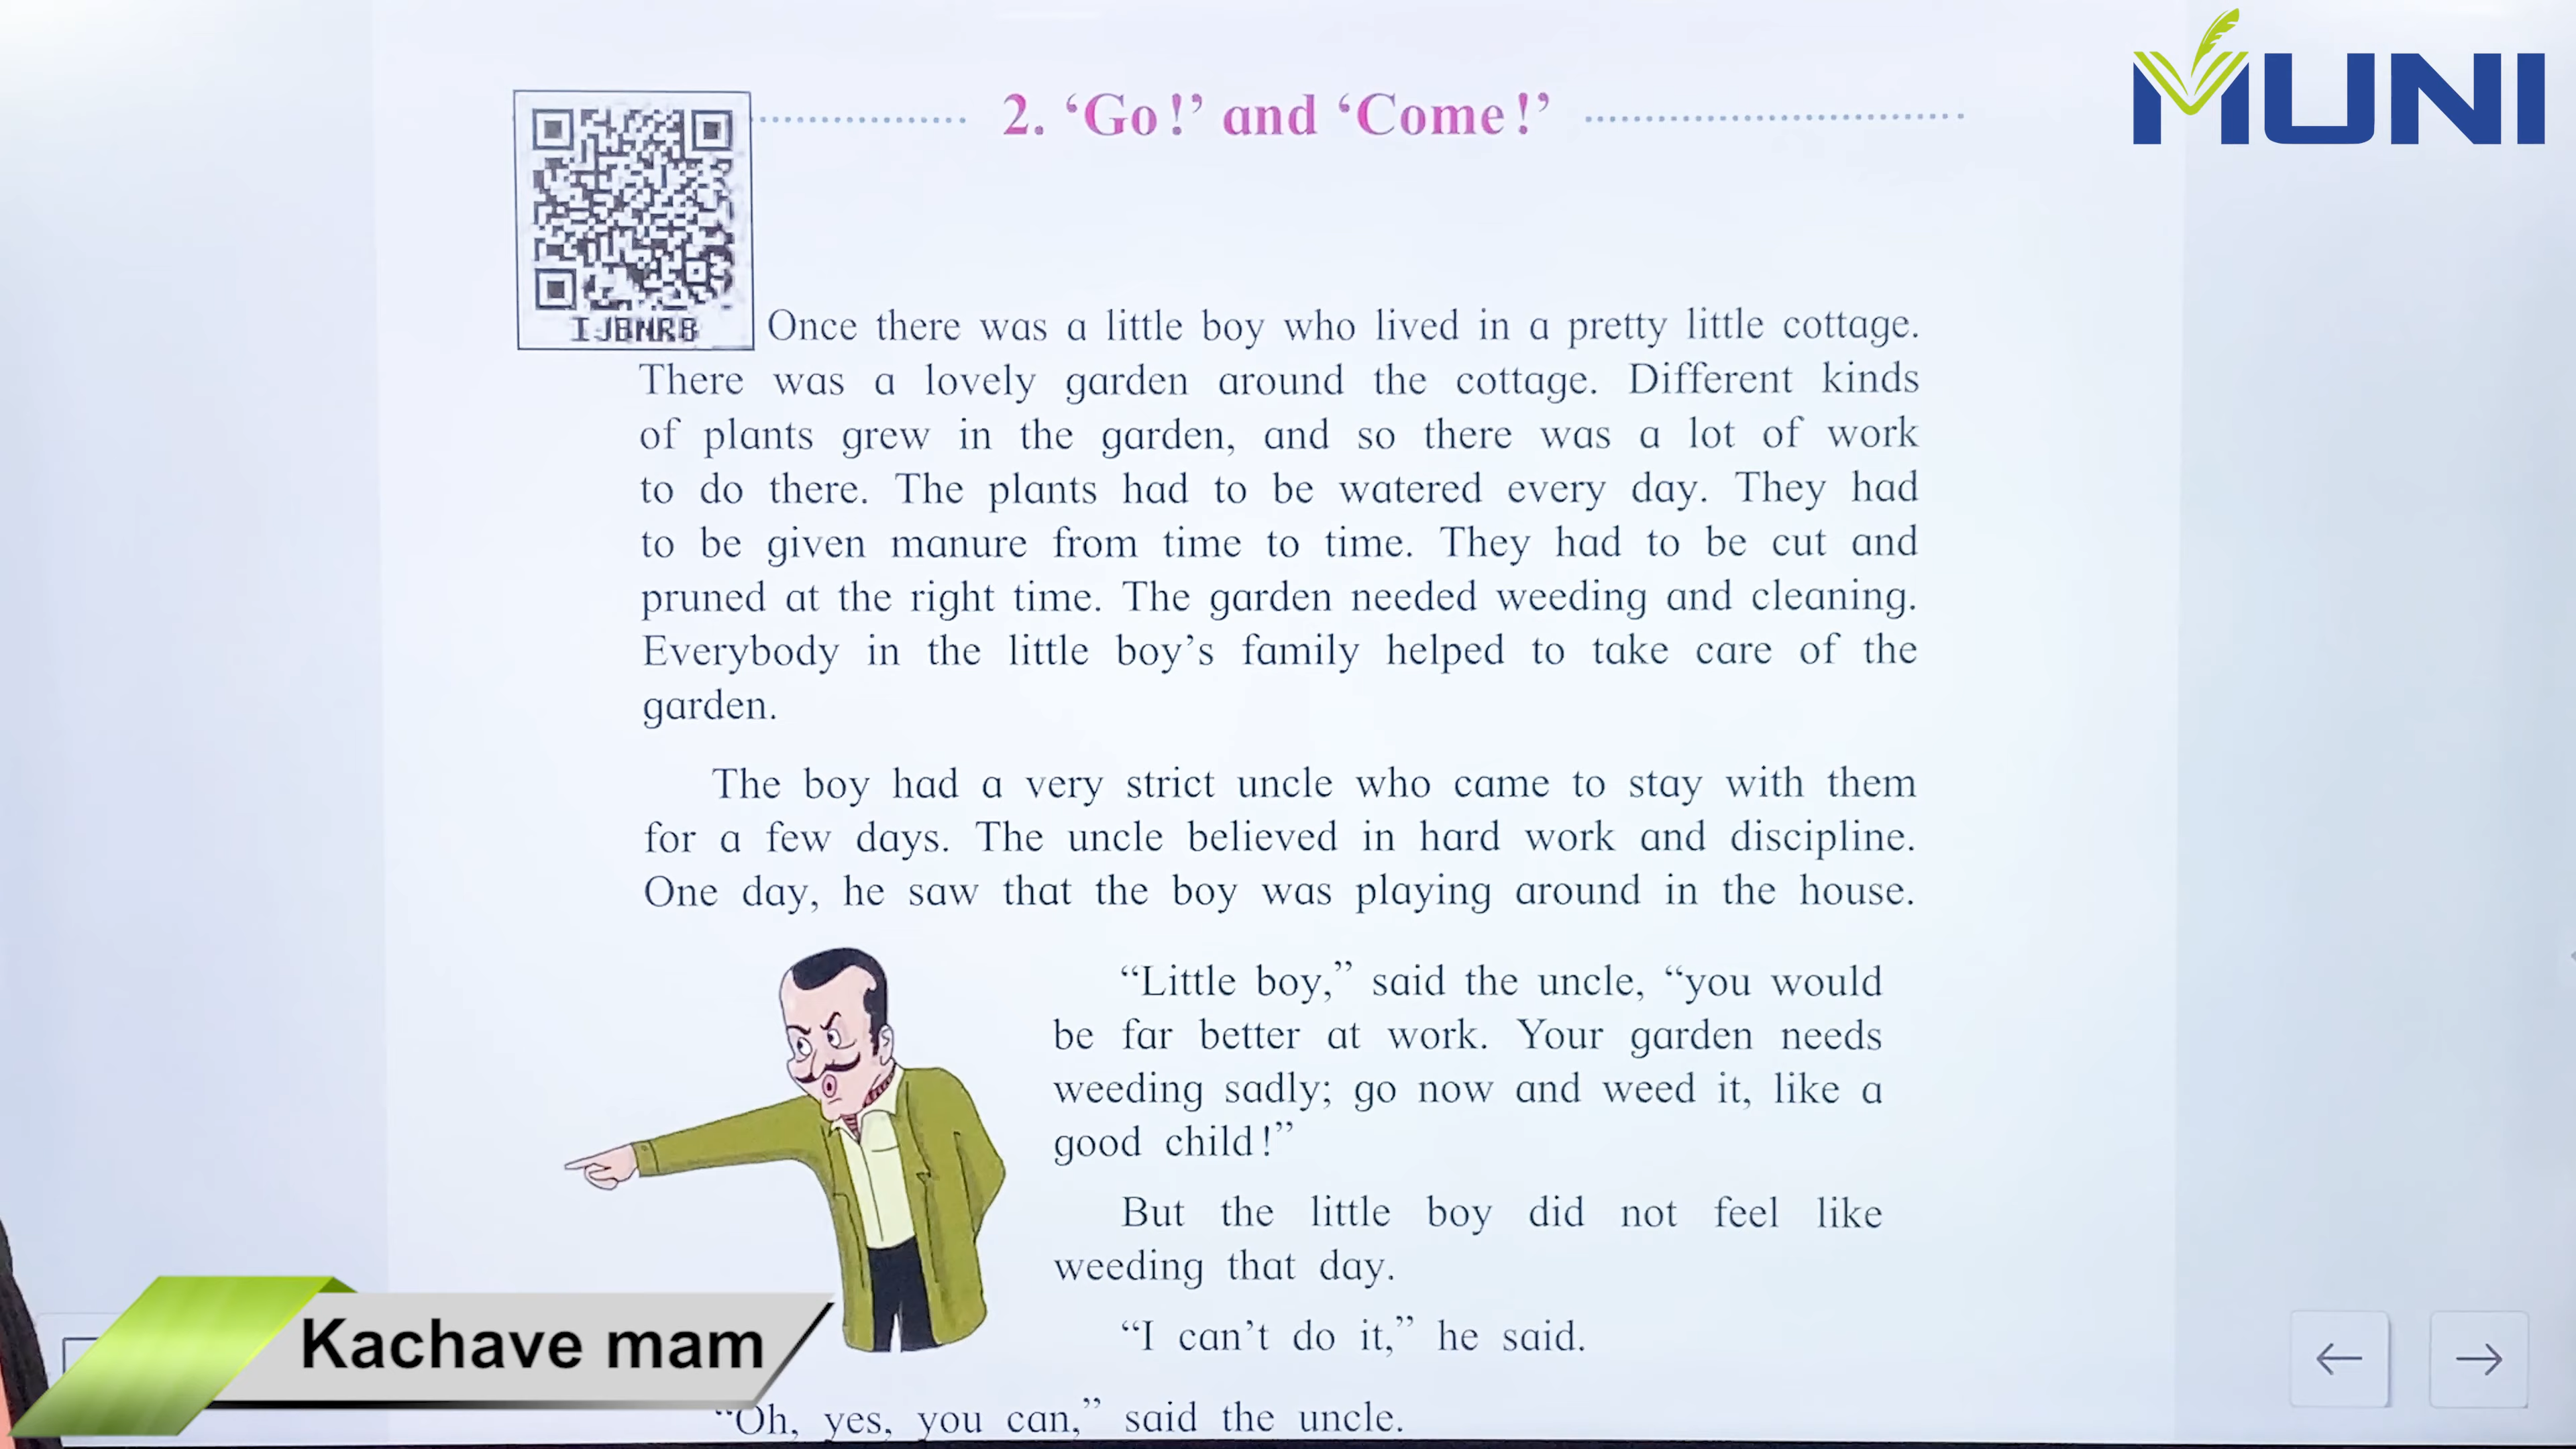 MUNI
2. ‘Go!’ and ‘Come!’
Once there was a little boy who lived in a pretty little cottage.
There was a lovely garden around the cottage. Different kinds
of plants grew in the garden, and so there was a lot of work
to do there. The plants had to be watered every day. They had
to be given manure from time to time. They had to be cut and
pruned at the right time. The garden needed weeding and cleaning.
Everybody in the little boy’s family helped to take care of the
garden.
The boy had a very strict uncle who came to stay with them
for a few days. The uncle believed in hard work and discipline.
One day, he saw that the boy was playing around in the house.
“Little boy,” said the uncle, “you would
be far better at work. Your garden needs
weeding sadly; go now and weed it, like a
good child!”
But the little boy did not feel like
weeding that day.
“I can’t do it,” he said.
“Oh, yes, you can,” said the uncle.
Kachave mam